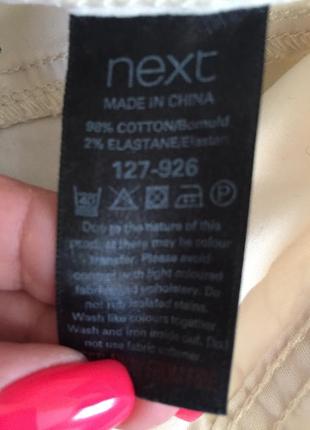 next
MADE IN CHINA
98% COTTON/Bomuld
2% ELASTANE/Elastan
127-926
40 P
Due to the nature of this
product there may be colour
transfer. Please avoid
contact with light coloured
fabric and upholstery. Do
not rub isolated stains.
Wash like colours together
Wash and iron inside out. Do
not use fabric